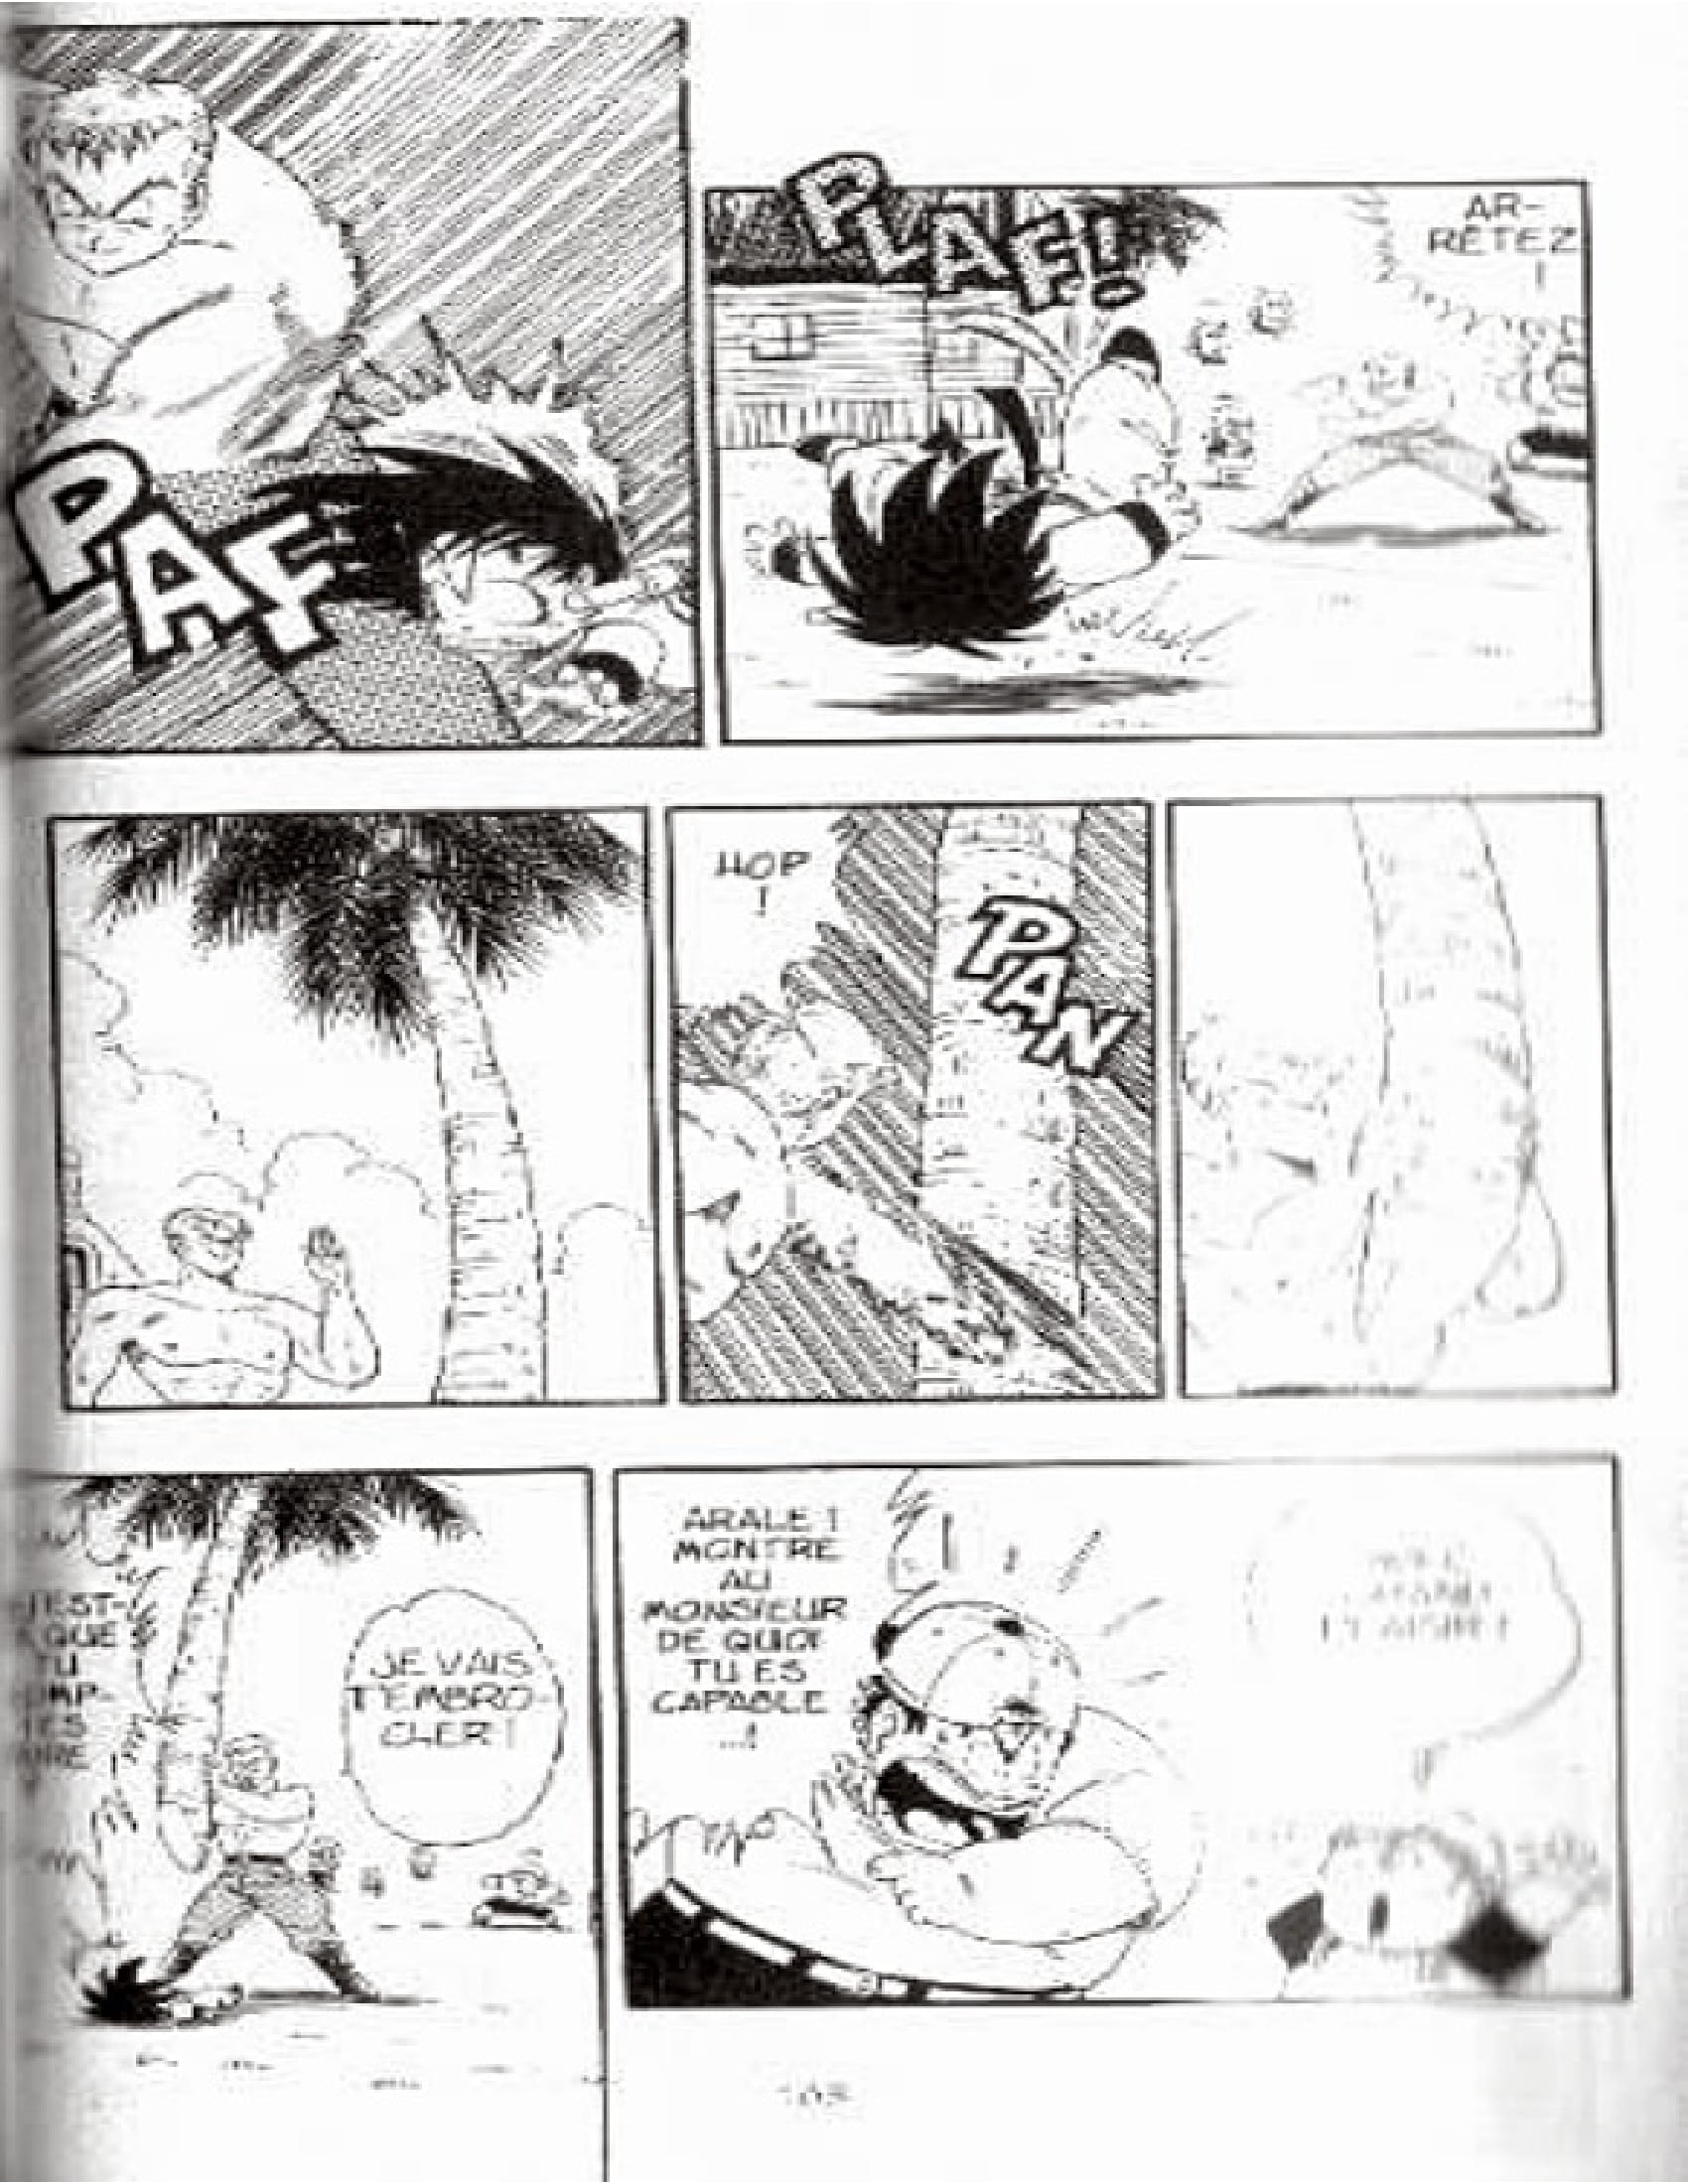 PAF
PLAF!
AR-
RÊTEZ
!
HOP
!
PAN
TU
JE VAIS
T'EMBRO-
CHER!
ARALE!
MONTRE
AU
MONSIEUR
DE QUOI
TU ES
CAPABLE
...!